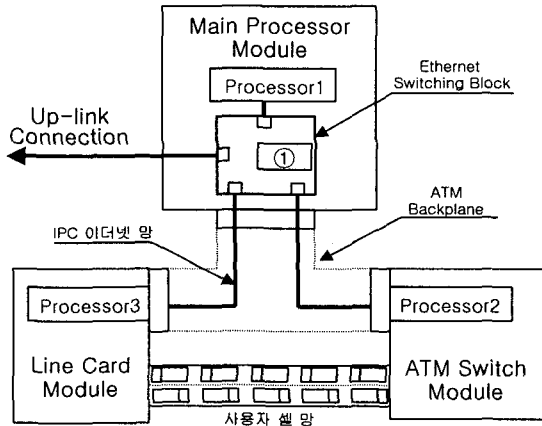 Main Processor
Module
Processor1
Ethernet
Switching Block
Up-link
Connection
①
ATM
Backplane
IPC 이더넷 망
Processor3
Processor2
Line Card
Module
ATM Switch
Module
사용자 셀 망